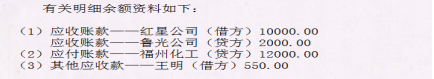 有关明细余额资料如下：
（1）应收账款——红星公司（借方）10000.00
应收账款——鲁光公司（贷方）2000.00
（2）应付账款——福州化工（贷方）12000.00
（3）其他应收款——王明（借方）550.00